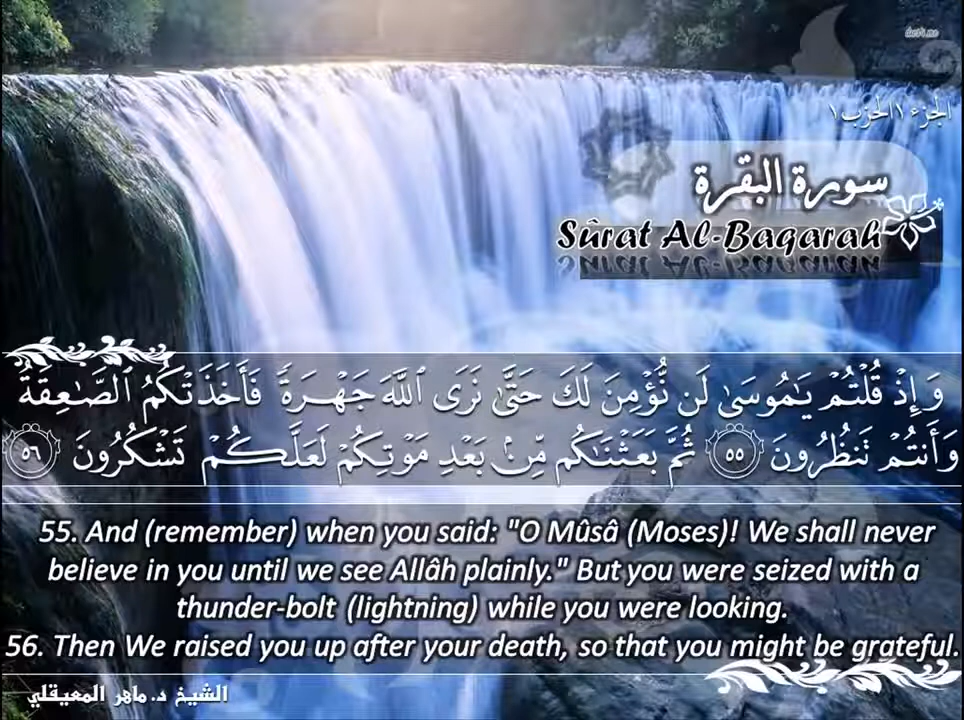 الجزء ١ الحزب ١
سورة البقرة
Sûrat Al-Baqarah
وَإِذْ قُلْتُمْ يَـٰمُوسَىٰ لَن نُّؤْمِنَ لَكَ حَتَّىٰ نَرَى ٱللَّهَ جَهْرَةً فَأَخَذَتْكُمُ ٱلصَّـٰعِقَةُ
وَأَنتُمْ تَنظُرُونَ ٥٥ ثُمَّ بَعَثْنَـٰكُم مِّنۢ بَعْدِ مَوْتِكُمْ لَعَلَّكُمْ تَشْكُرُونَ ٥٦
55. And (remember) when you said: "O Mûsâ (Moses)! We shall never
believe in you until we see Allâh plainly." But you were seized with a
thunder-bolt (lightning) while you were looking.
56. Then We raised you up after your death, so that you might be grateful.
الشيخ د. ماهر المعيقلي